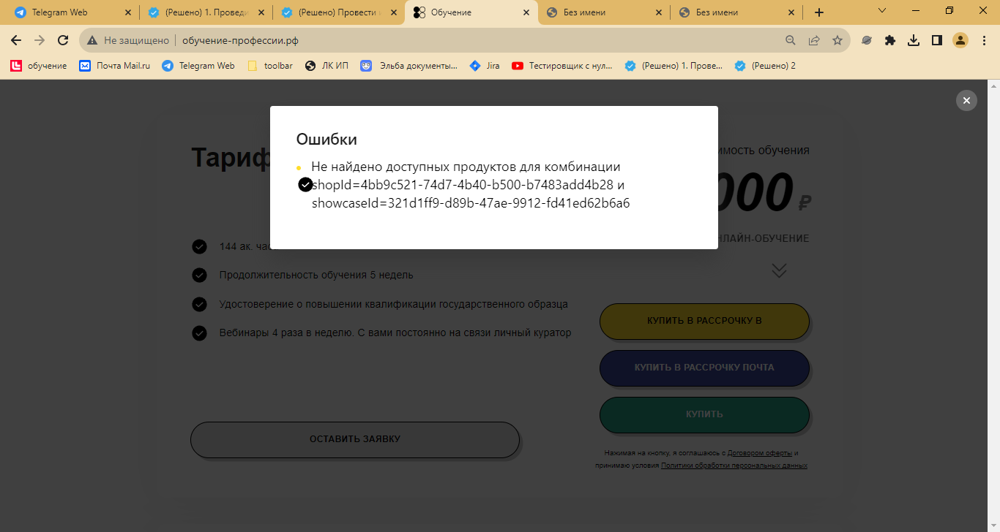 Telegram Web
(Решено) 1. Проведи
(Решено) Провести и
Обучение
Без имени
Без имени
Не защищено
обучение-профессии.рф
обучение
Почта Mail.ru
Telegram Web
toolbar
ЛК ИП
Эльба документы...
Jira
Тестировщик с нул...
(Решено) 1. Прове...
(Решено) 2
Ошибки
Не найдено доступных продуктов для комбинации
shopId=4bb9c521-74d7-4b40-b500-b7483add4b28 и
showcaseId=321d1ff9-d89b-47ae-9912-fd41ed62b6a6
Тариф
имость обучения
000 ₽
НЛАЙН-ОБУЧЕНИЕ
144 ак. час
Продолжительность обучения 5 недель
Удостоверение о повышении квалификации государственного образца
Вебинары 4 раза в неделю. С вами постоянно на связи личный куратор
КУПИТЬ В РАССРОЧКУ В
КУПИТЬ В РАССРОЧКУ ПОЧТА
КУПИТЬ
ОСТАВИТЬ ЗАЯВКУ
Нажимая на кнопку, я соглашаюсь с Договором оферты и
принимаю условия Политики обработки персональных данных